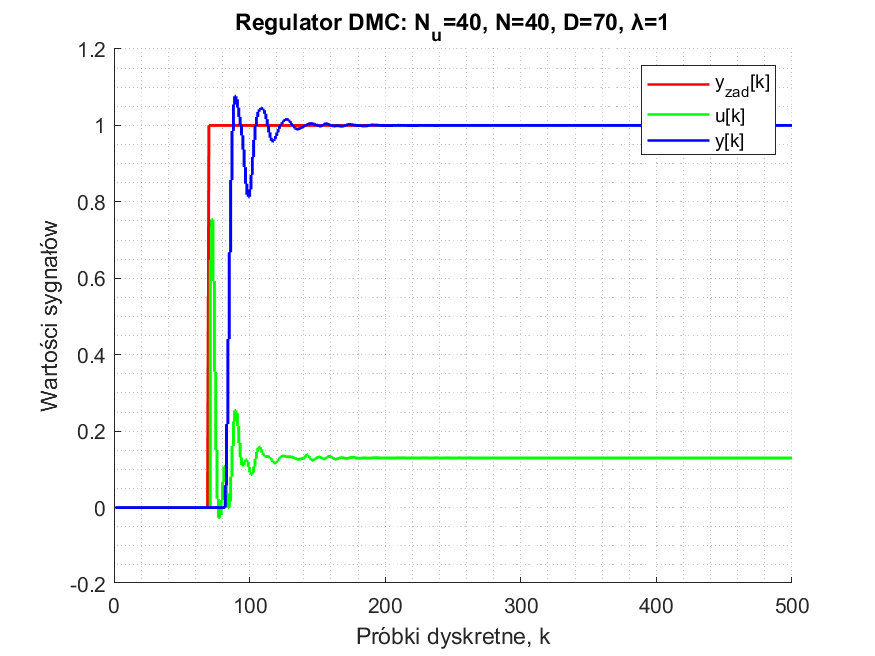 Regulator DMC: Nu=40, N=40, D=70, λ=1
1.2
1
0.8
0.6
0.4
0.2
0
-0.2
Wartości sygnałów
yzad[k]
u[k]
y[k]
0
100
200
300
400
500
Próbki dyskretne, k